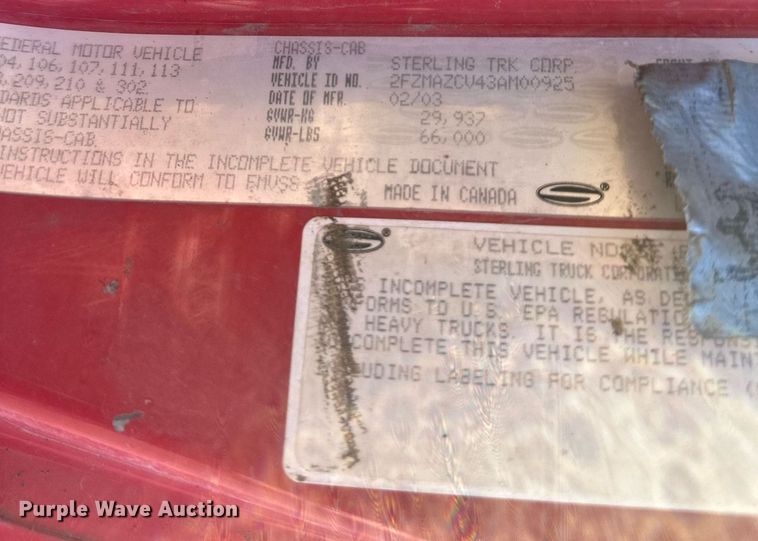 FEDERAL MOTOR VEHICLE
04, 106, 107, 111, 113
209, 210 & 302
DARDS APPLICABLE TO
NOT SUBSTANTIALLY
HASSIS-CAB.
INSTRUCTIONS IN THE INCOMPLETE VEHICLE DOCUMENT
VEHICLE WILL CONFORM TO FMVSS
CHASSIS-CAB
MFD. BY STERLING TRK CORP.
VEHICLE ID NO. 2FZMAZCV43AM00925
DATE OF MFR. 02/03
GVWR-KG 29,937
GVWR-LBS 66,000
MADE IN CANADA
VEHICLE NO
STERLING TRUCK CORPORAT
INCOMPLETE VEHICLE, AS DE
ORMS TO U.S. EPA REGULATIO
HEAVY TRUCKS. IT IS THE RESPONS
COMPLETE THIS VEHICLE WHILE MAINT
UDING LABELING FOR COMPLIANCE (
Purple Wave Auction